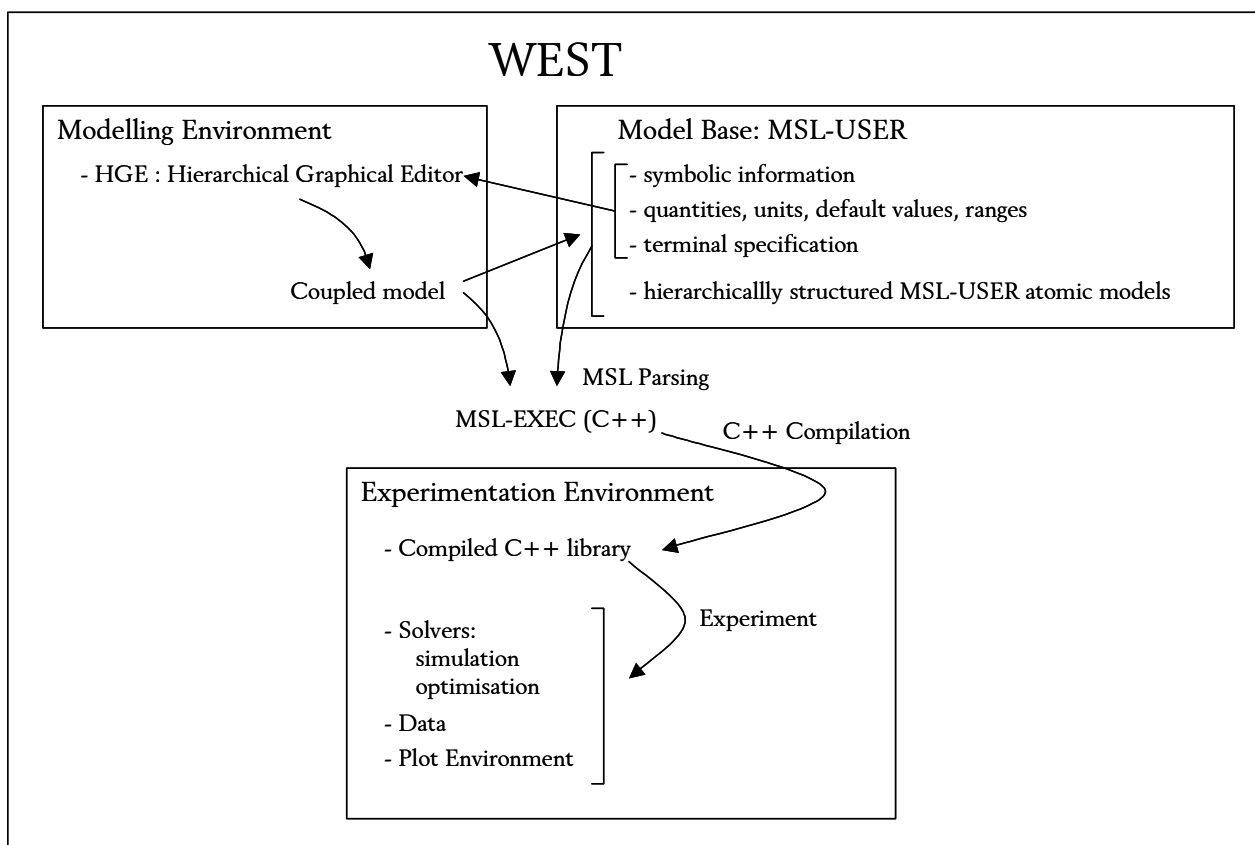 WEST
Modelling Environment
- HGE : Hierarchical Graphical Editor
Coupled model
Model Base: MSL-USER
- symbolic information
- quantities, units, default values, ranges
- terminal specification
- hierarchicallly structured MSL-USER atomic models
MSL Parsing
MSL-EXEC (C++)
C++ Compilation
Experimentation Environment
- Compiled C++ library
Experiment
- Solvers:
simulation
optimisation
- Data
- Plot Environment